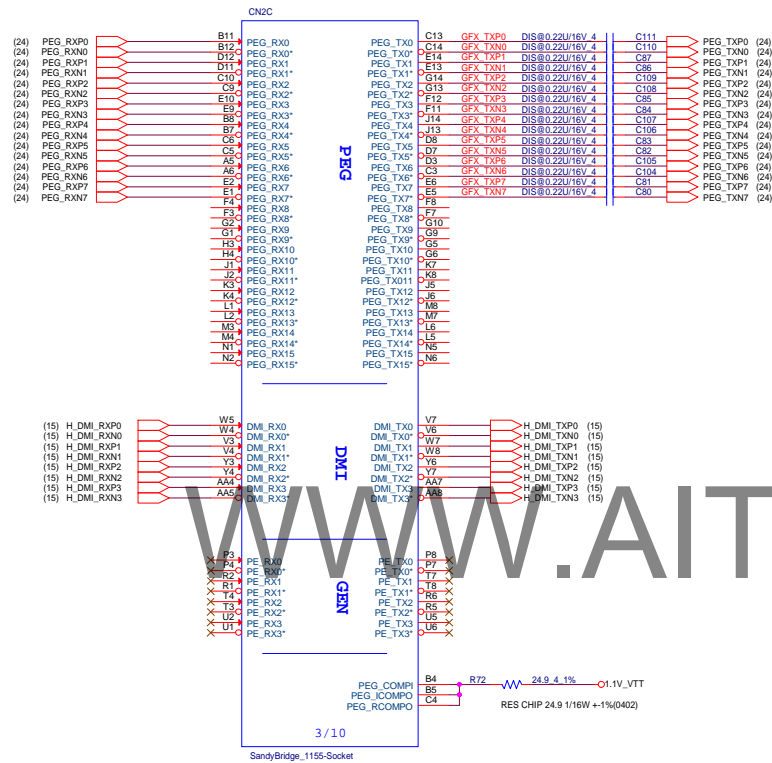 CN2C
(24) PEG_RXP0 B11 PEG_RX0 PEG_TX0 C13 GFX_TXP0 DIS@0.22U/16V_4 C111 PEG_TXP0 (24)
(24) PEG_RXN0 B12 PEG_RX0* PEG_TX0* C14 GFX_TXN0 DIS@0.22U/16V_4 C110 PEG_TXN0 (24)
(24) PEG_RXP1 D12 PEG_RX1 PEG_TX1 E14 GFX_TXP1 DIS@0.22U/16V_4 C87 PEG_TXP1 (24)
(24) PEG_RXN1 D11 PEG_RX1* PEG_TX1* E13 GFX_TXN1 DIS@0.22U/16V_4 C86 PEG_TXN1 (24)
(24) PEG_RXP2 C10 PEG_RX2 PEG_TX2 G14 GFX_TXP2 DIS@0.22U/16V_4 C109 PEG_TXP2 (24)
(24) PEG_RXN2 C9 PEG_RX2* PEG_TX2* G13 GFX_TXN2 DIS@0.22U/16V_4 C108 PEG_TXN2 (24)
(24) PEG_RXP3 E10 PEG_RX3 PEG_TX3 F12 GFX_TXP3 DIS@0.22U/16V_4 C85 PEG_TXP3 (24)
(24) PEG_RXN3 E9 PEG_RX3* PEG_TX3* F11 GFX_TXN3 DIS@0.22U/16V_4 C84 PEG_TXN3 (24)
(24) PEG_RXP4 B8 PEG_RX4 PEG_TX4 J14 GFX_TXP4 DIS@0.22U/16V_4 C107 PEG_TXP4 (24)
(24) PEG_RXN4 B7 PEG_RX4* PEG_TX4* J13 GFX_TXN4 DIS@0.22U/16V_4 C106 PEG_TXN4 (24)
(24) PEG_RXP5 C6 PEG_RX5 PEG_TX5 D8 GFX_TXP5 DIS@0.22U/16V_4 C83 PEG_TXP5 (24)
(24) PEG_RXN5 C5 PEG_RX5* PEG_TX5* D7 GFX_TXN5 DIS@0.22U/16V_4 C82 PEG_TXN5 (24)
(24) PEG_RXP6 A5 PEG_RX6 PEG_TX6 D3 GFX_TXP6 DIS@0.22U/16V_4 C105 PEG_TXP6 (24)
(24) PEG_RXN6 A6 PEG_RX6* PEG_TX6* C3 GFX_TXN6 DIS@0.22U/16V_4 C104 PEG_TXN6 (24)
(24) PEG_RXP7 E2 PEG_RX7 PEG_TX7 E6 GFX_TXP7 DIS@0.22U/16V_4 C81 PEG_TXP7 (24)
(24) PEG_RXN7 E1 PEG_RX7* PEG_TX7* E5 GFX_TXN7 DIS@0.22U/16V_4 C80 PEG_TXN7 (24)
F4 PEG_RX8 PEG_TX8 F8
F3 PEG_RX8* PEG_TX8* F7
G2 PEG_RX9 PEG_TX9 G10
G1 PEG_RX9* PEG_TX9* G9
H3 PEG_RX10 PEG_TX10 G5
H4 PEG_RX10* PEG_TX10* G6
J1 PEG_RX11 PEG_TX11 K7
J2 PEG_RX11* PEG_TX011 K8
K3 PEG_RX12 PEG_TX12 J5
K4 PEG_RX12* PEG_TX12* J6
L1 PEG_RX13 PEG_TX13 M8
L2 PEG_RX13* PEG_TX13* M7
M3 PEG_RX14 PEG_TX14 L6
M4 PEG_RX14* PEG_TX14* L5
N1 PEG_RX15 PEG_TX15 N5
N2 PEG_RX15* PEG_TX15* N6
PEG
(15) H_DMI_RXP0 W5 DMI_RX0 DMI_TX0 V7 H_DMI_TXP0 (15)
(15) H_DMI_RXN0 W4 DMI_RX0* DMI_TX0* V6 H_DMI_TXN0 (15)
(15) H_DMI_RXP1 V3 DMI_RX1 DMI_TX1 W7 H_DMI_TXP1 (15)
(15) H_DMI_RXN1 V4 DMI_RX1* DMI_TX1* W8 H_DMI_TXN1 (15)
(15) H_DMI_RXP2 Y3 DMI_RX2 DMI_TX2 Y6 H_DMI_TXP2 (15)
(15) H_DMI_RXN2 Y4 DMI_RX2* DMI_TX2* Y7 H_DMI_TXN2 (15)
(15) H_DMI_RXP3 AA4 DMI_RX3 DMI_TX3 AA7 H_DMI_TXP3 (15)
(15) H_DMI_RXN3 AA5 DMI_RX3* DMI_TX3* AA8 H_DMI_TXN3 (15)
DMI
WWW.AIT
P3 PE_RX0 PE_TX0 P8
P4 PE_RX0* PE_TX0* P7
R2 PE_RX1 PE_TX1 T7
R1 PE_RX1* PE_TX1* T8
T4 PE_RX2 PE_TX2 R6
T3 PE_RX2* PE_TX2* R5
U2 PE_RX3 PE_TX3 U5
U1 PE_RX3* PE_TX3* U6
GEN
PEG_COMPI B4 R72 24.9_4_1% 1.1V_VTT
PEG_ICOMPO B5
PEG_RCOMPO C4
RES CHIP 24.9 1/16W +-1%(0402)
3/10
SandyBridge_1155-Socket